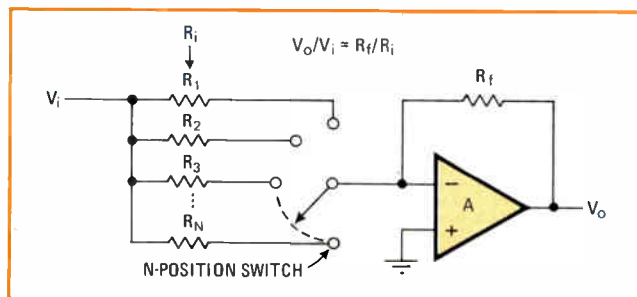 Ri
Vo/Vi = Rf/Ri
Vi
R1
R2
R3
RN
N-POSITION SWITCH
Rf
−
A
+
Vo